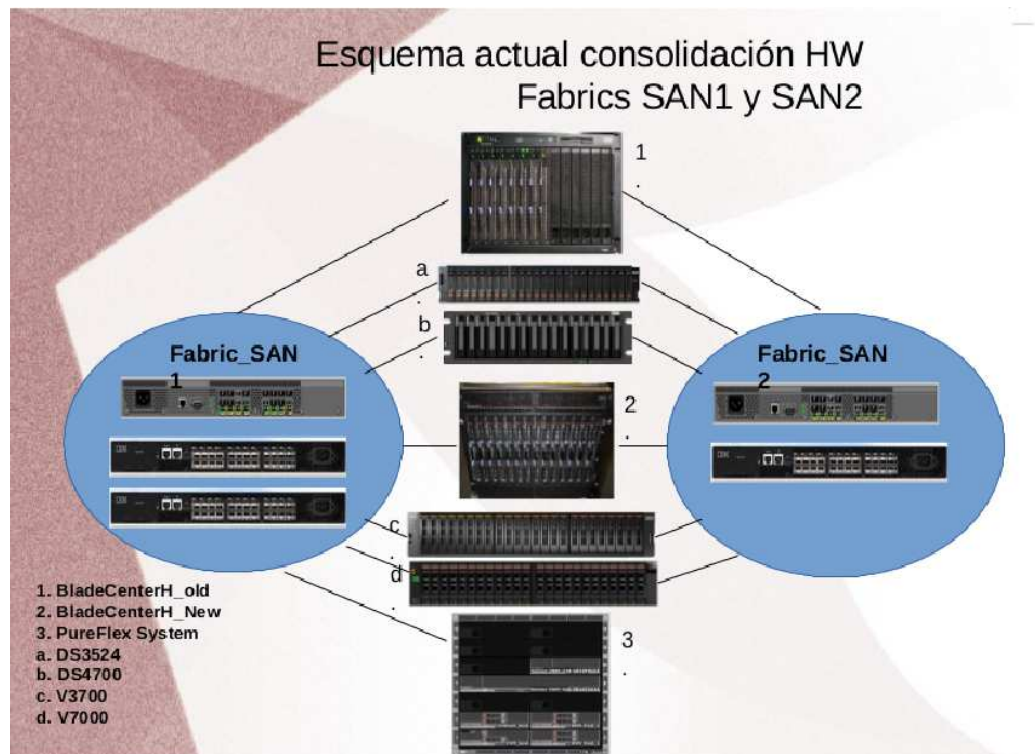 Esquema actual consolidación HW
Fabrics SAN1 y SAN2
1
.
a
.
b
.
Fabric_SAN
1
Fabric_SAN
2
2
.
c
.
d
.
3
.
1. BladeCenterH_old
2. BladeCenterH_New
3. PureFlex System
a. DS3524
b. DS4700
c. V3700
d. V7000